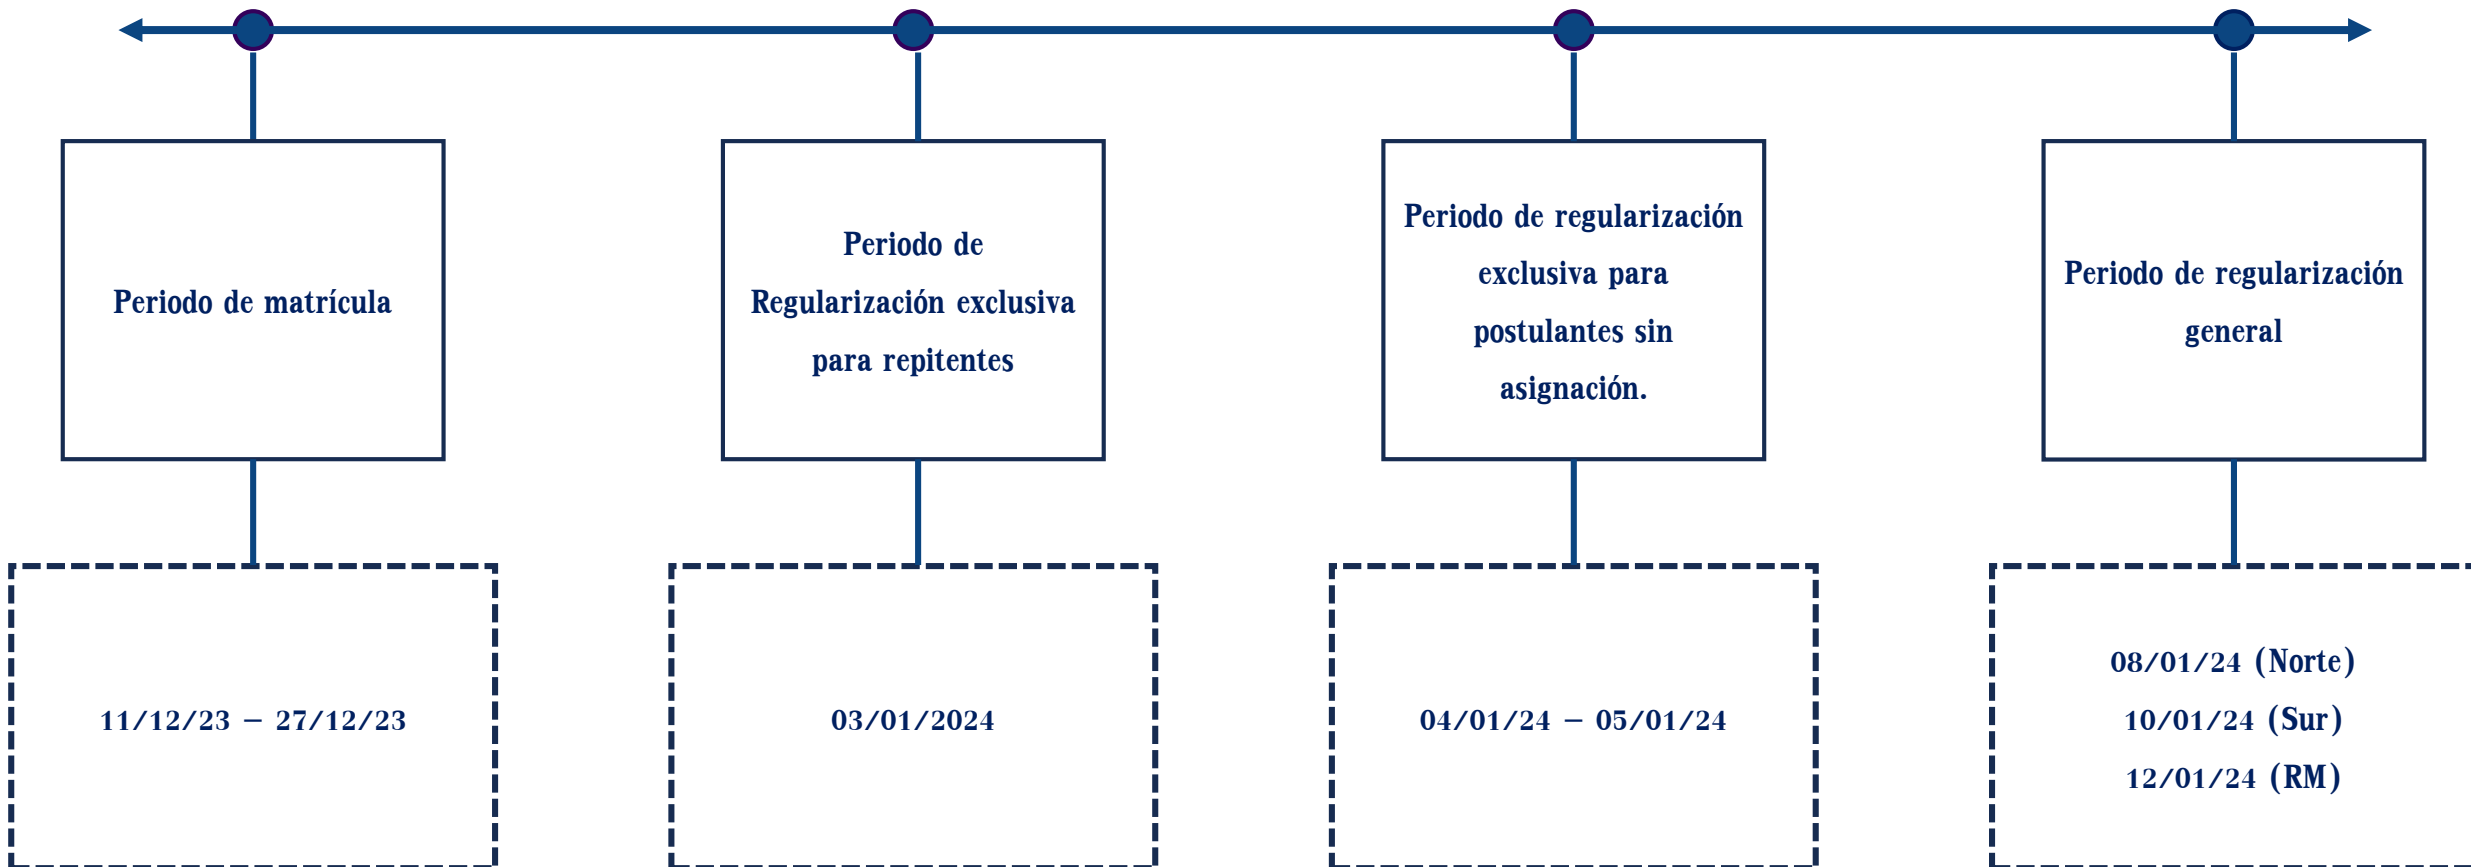 Periodo de matrícula
Periodo de
Regularización exclusiva
para repitentes
Periodo de regularización
exclusiva para
postulantes sin
asignación.
Periodo de regularización
general
11/12/23 – 27/12/23
03/01/2024
04/01/24 – 05/01/24
08/01/24 (Norte)
10/01/24 (Sur)
12/01/24 (RM)